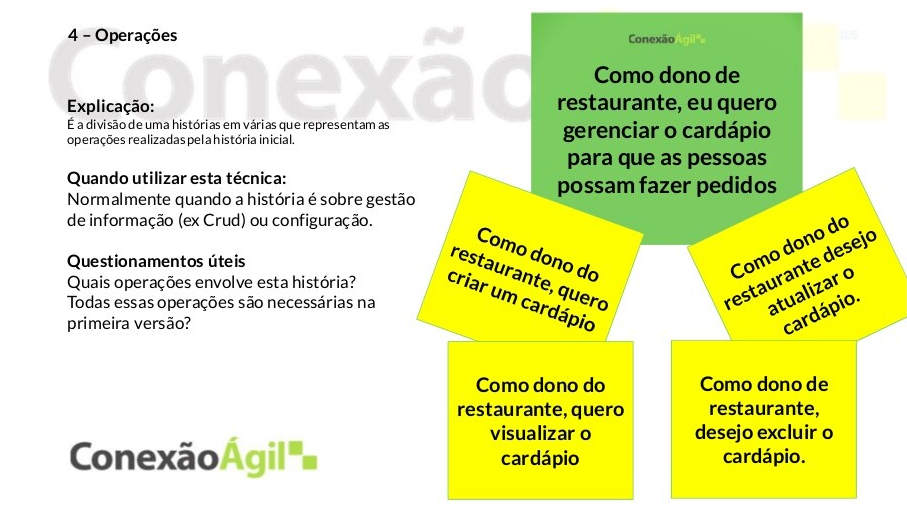 4 – Operações
Explicação:
É a divisão de uma histórias em várias que representam as
operações realizadas pela história inicial.
Quando utilizar esta técnica:
Normalmente quando a história é sobre gestão
de informação (ex Crud) ou configuração.
Questionamentos úteis
Quais operações envolve esta história?
Todas essas operações são necessárias na
primeira versão?
ConexãoÁgil
Conexão
ConexãoÁgil
Como dono de
restaurante, eu quero
gerenciar o cardápio
para que as pessoas
possam fazer pedidos
Como dono do
restaurante, quero
criar um cardápio
Como dono do
restaurante desejo
atualizar o
cardápio.
Como dono do
restaurante, quero
visualizar o
cardápio
Como dono de
restaurante,
desejo excluir o
cardápio.